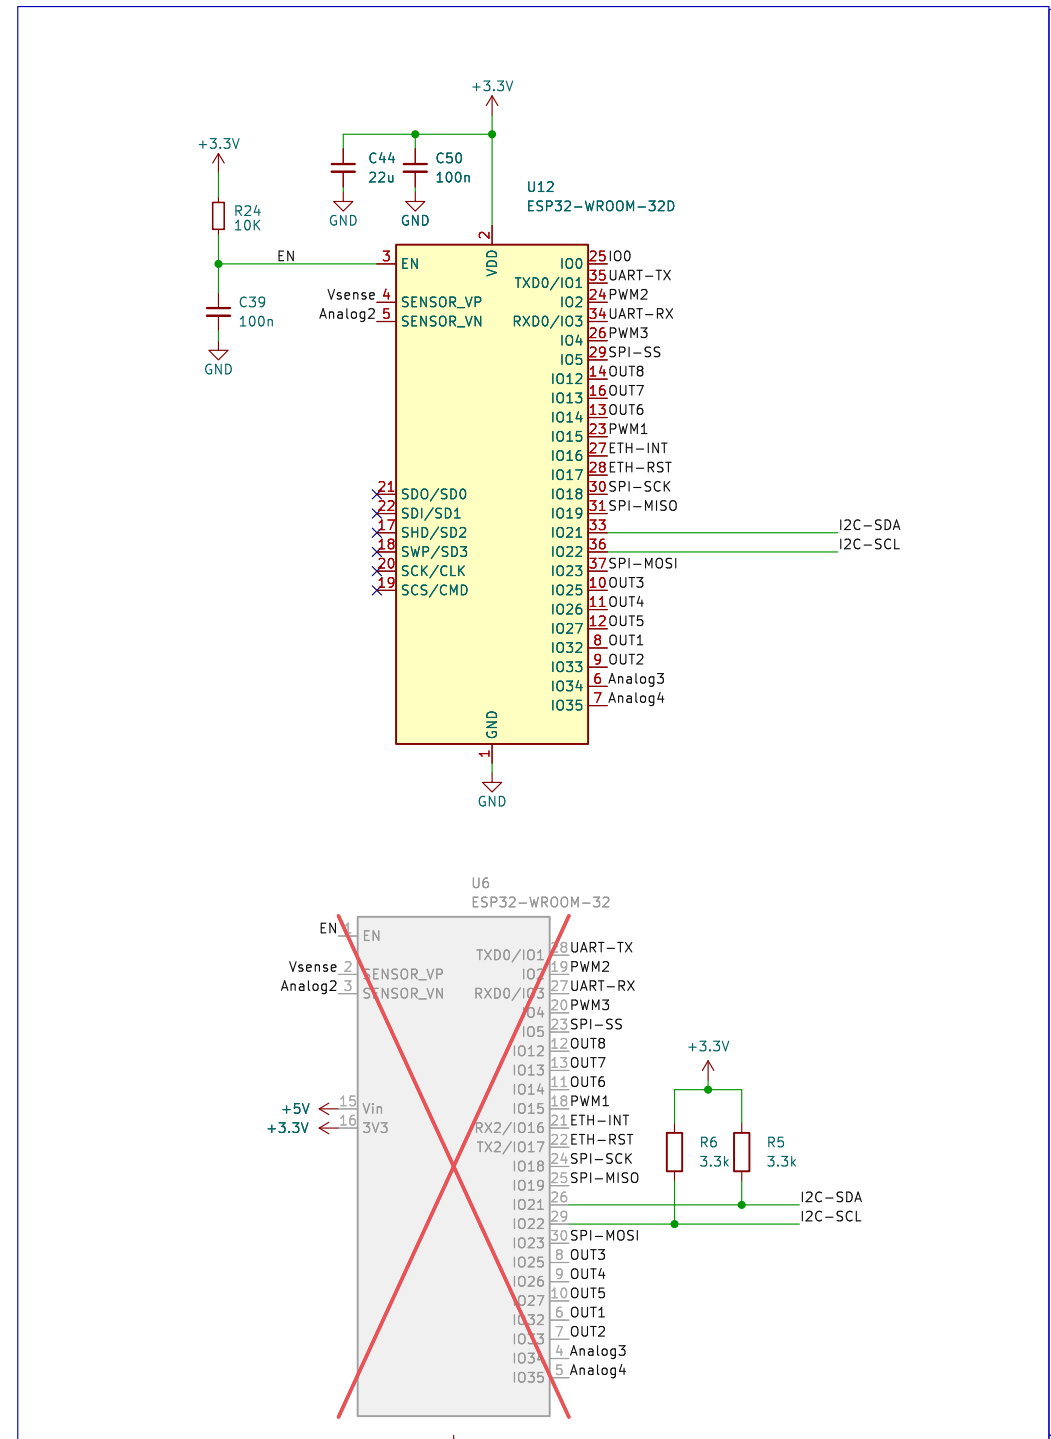 +3.3V
+3.3V
C44
22u
C50
100n
GND
GND
R24
10K
U12
ESP32-WROOM-32D
EN
C39
100n
GND
2
VDD
3 EN
Vsense 4 SENSOR_VP
Analog2 5 SENSOR_VN
21 SDO/SD0
22 SDI/SD1
17 SHD/SD2
18 SWP/SD3
20 SCK/CLK
19 SCS/CMD
IO0 25 IO0
TXD0/IO1 35 UART-TX
IO2 24 PWM2
RXD0/IO3 34 UART-RX
IO4 26 PWM3
IO5 29 SPI-SS
IO12 14 OUT8
IO13 16 OUT7
IO14 13 OUT6
IO15 23 PWM1
IO16 27 ETH-INT
IO17 28 ETH-RST
IO18 30 SPI-SCK
IO19 31 SPI-MISO
IO21 33 I2C-SDA
IO22 36 I2C-SCL
IO23 37 SPI-MOSI
IO25 10 OUT3
IO26 11 OUT4
IO27 12 OUT5
IO32 8 OUT1
IO33 9 OUT2
IO34 6 Analog3
IO35 7 Analog4
GND
1
GND
U6
ESP32-WROOM-32
EN 1 EN
Vsense 2 SENSOR_VP
Analog2 3 SENSOR_VN
+5V 15 Vin
+3.3V 16 3V3
TXD0/IO1 28 UART-TX
IO2 19 PWM2
RXD0/IO3 27 UART-RX
IO4 20 PWM3
IO5 23 SPI-SS
IO12 12 OUT8
IO13 13 OUT7
IO14 11 OUT6
IO15 18 PWM1
RX2/IO16 21 ETH-INT
TX2/IO17 22 ETH-RST
IO18 24 SPI-SCK
IO19 25 SPI-MISO
IO21 26 I2C-SDA
IO22 29 I2C-SCL
IO23 30 SPI-MOSI
IO25 8 OUT3
IO26 9 OUT4
IO27 10 OUT5
IO32 6 OUT1
IO33 7 OUT2
IO34 4 Analog3
IO35 5 Analog4
+3.3V
R6
3.3k
R5
3.3k